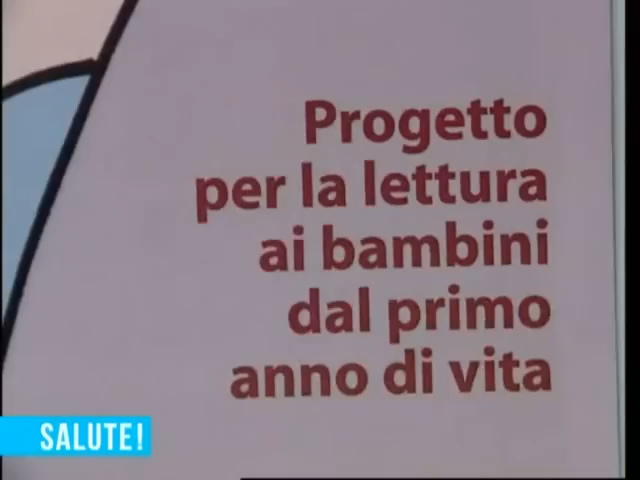 Progetto
per la lettura
ai bambini
dal primo
anno di vita
SALUTE!